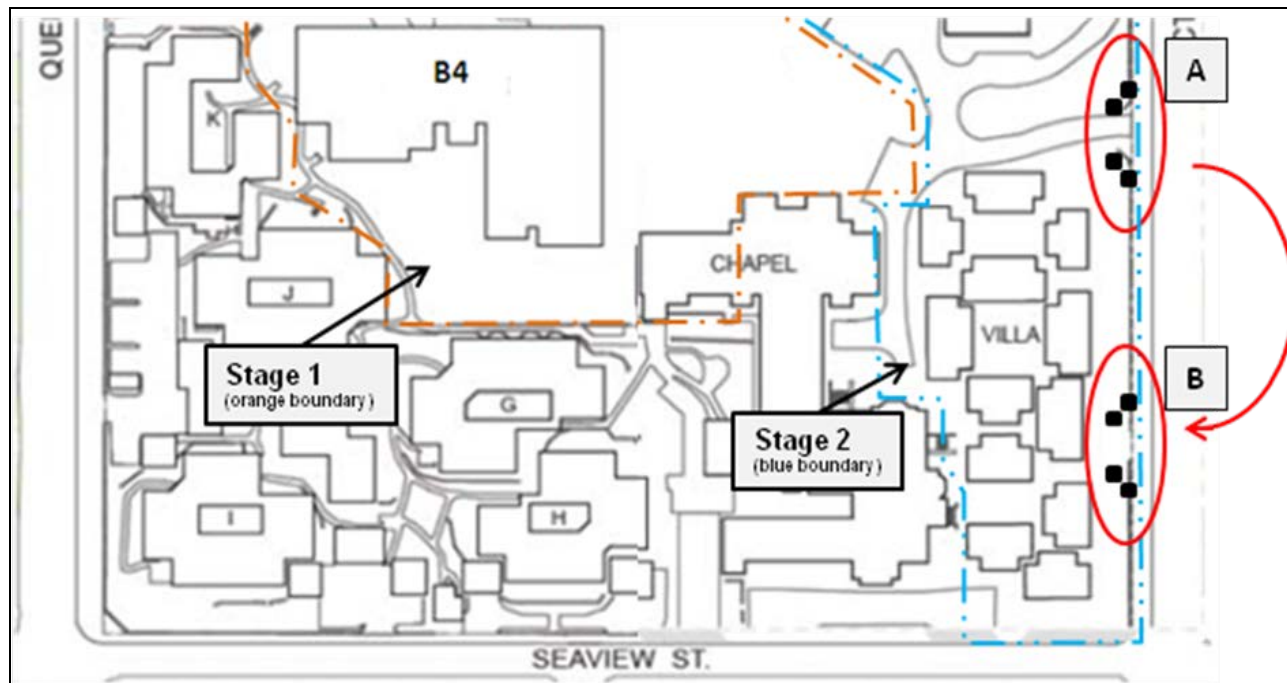 QUE
B4
A
K
CHAPEL
J
VILLA
Stage 1
(orange boundary)
B
G
Stage 2
(blue boundary)
I
H
SEAVIEW ST.